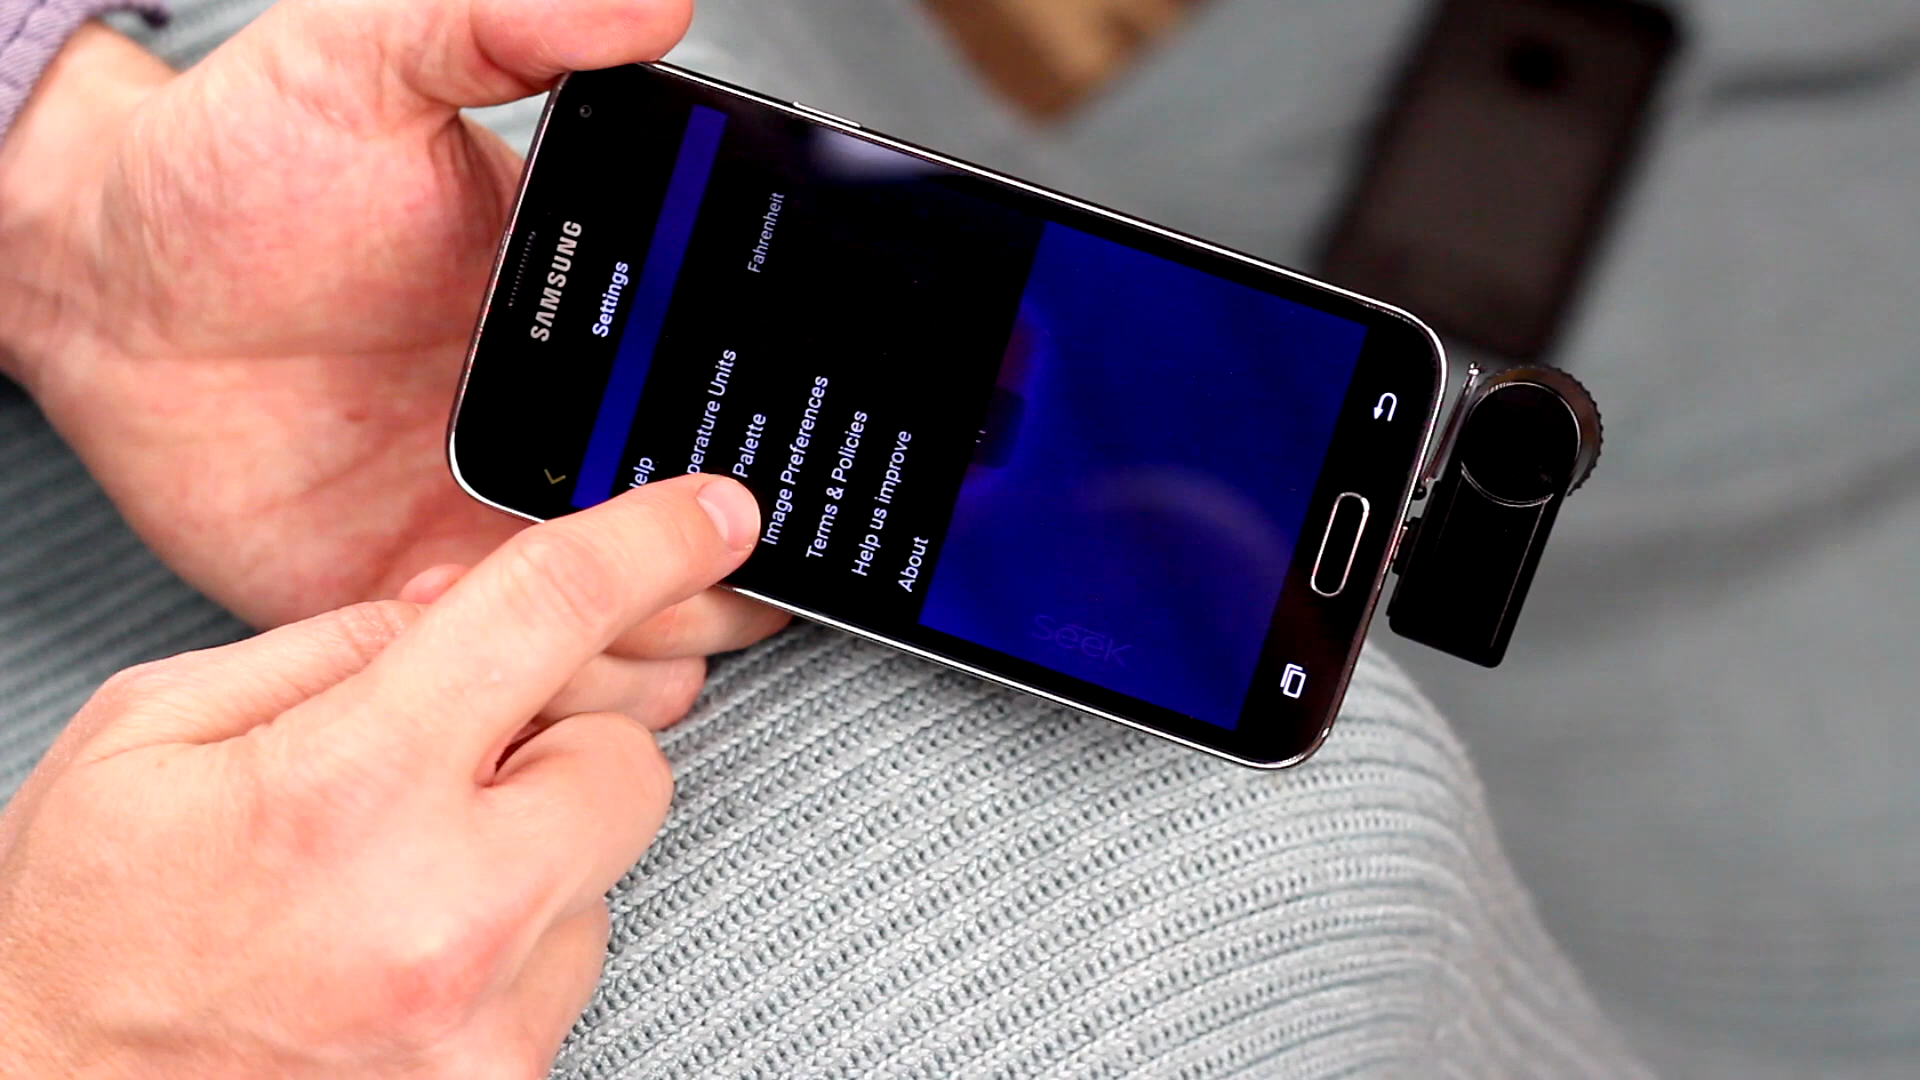 SAMSUNG
Settings
elp
perature Units Fahrenheit
Palette
Image Preferences
Terms & Policies
Help us improve
About
Seek